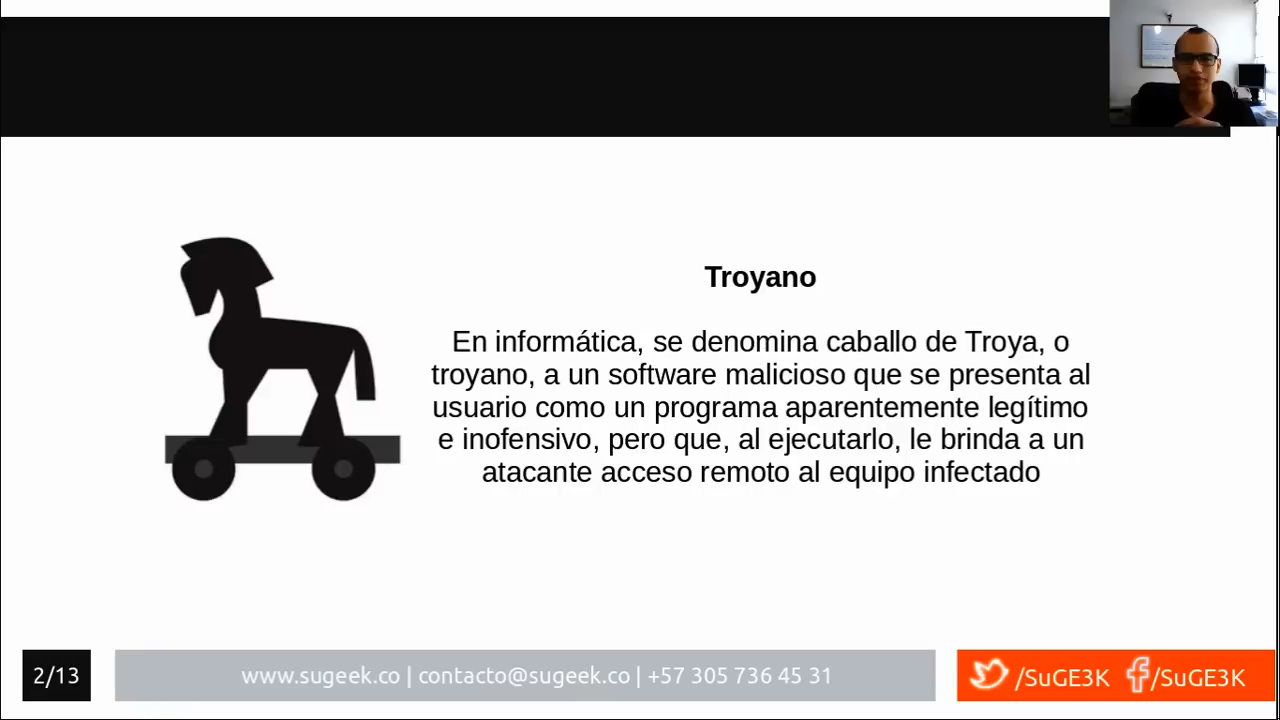 Troyano
En informática, se denomina caballo de Troya, o
troyano, a un software malicioso que se presenta al
usuario como un programa aparentemente legítimo
e inofensivo, pero que, al ejecutarlo, le brinda a un
atacante acceso remoto al equipo infectado
2/13
www.sugeek.co | contacto@sugeek.co | +57 305 736 45 31
/SuGE3K
/SuGE3K